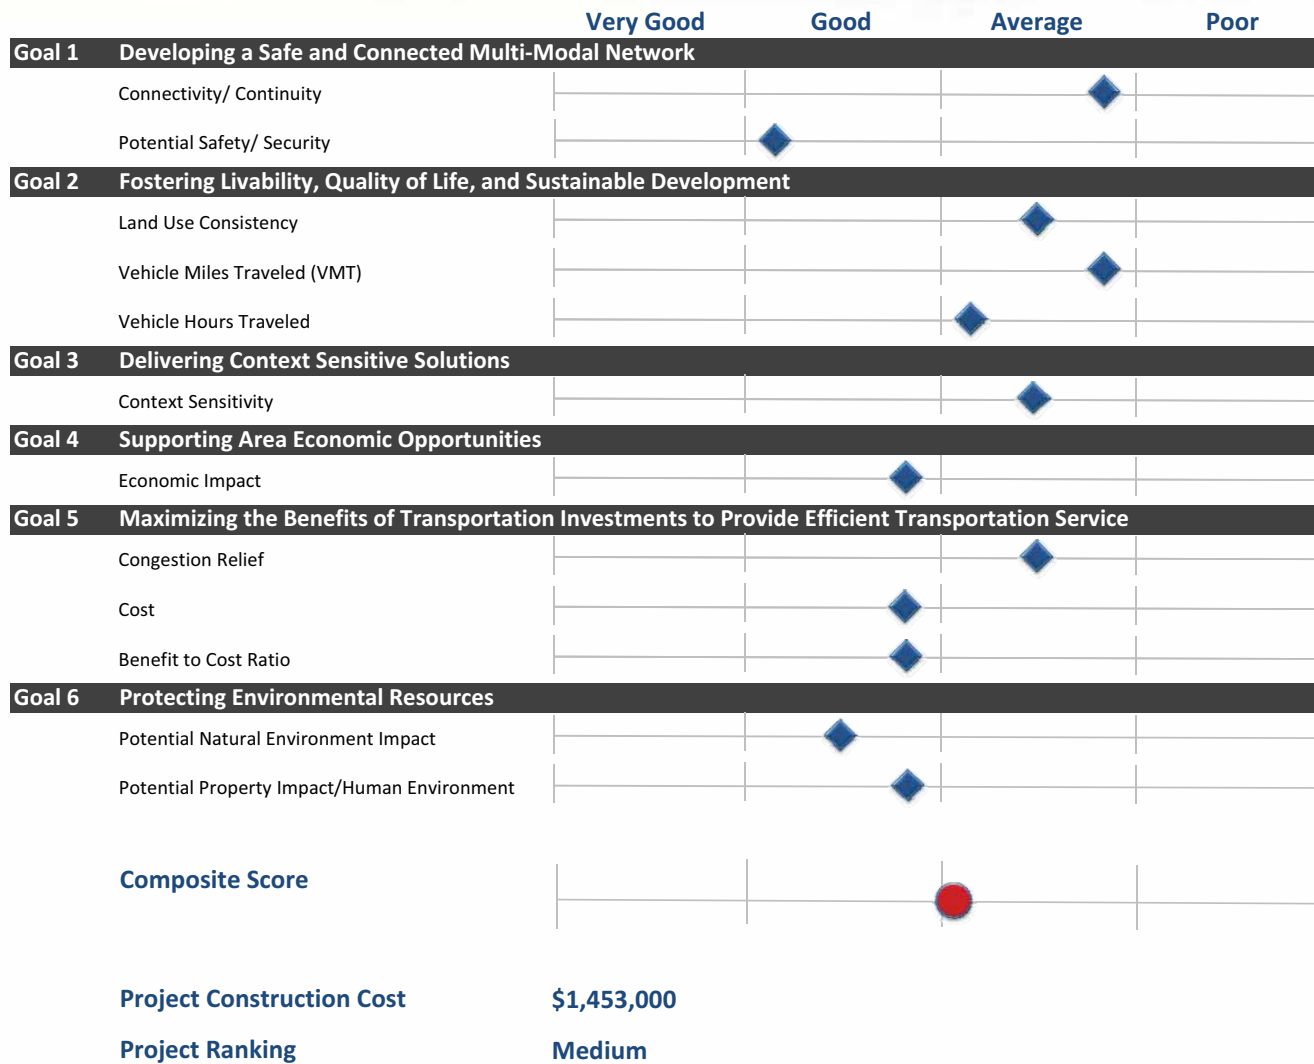 Very Good Good Average Poor
Goal 1 Developing a Safe and Connected Multi-Modal Network
Connectivity/ Continuity
Potential Safety/ Security
Goal 2 Fostering Livability, Quality of Life, and Sustainable Development
Land Use Consistency
Vehicle Miles Traveled (VMT)
Vehicle Hours Traveled
Goal 3 Delivering Context Sensitive Solutions
Context Sensitivity
Goal 4 Supporting Area Economic Opportunities
Economic Impact
Goal 5 Maximizing the Benefits of Transportation Investments to Provide Efficient Transportation Service
Congestion Relief
Cost
Benefit to Cost Ratio
Goal 6 Protecting Environmental Resources
Potential Natural Environment Impact
Potential Property Impact/Human Environment
Composite Score
Project Construction Cost $1,453,000
Project Ranking Medium